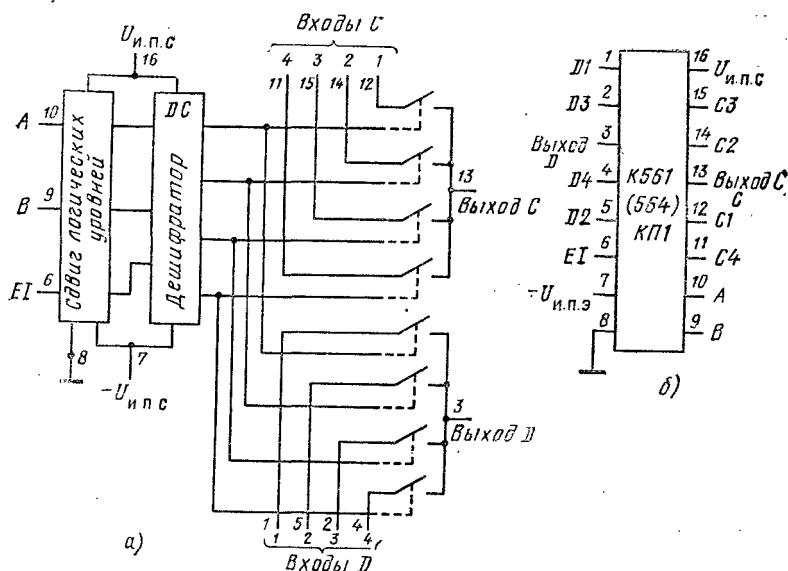 Входы C
4 3 2 1
11 15 14 12
U и.п.с
16
A 10
B 9
EI 6
Сдвиг логических уровней
DC
Дешифратор
8
7
−U и п с
13
Выход C
3
Выход D
1 5 2 4
1 2 3 4
Входы D
а)
D1 1
D3 2
Выход D 3
D4 4
D2 5
EI 6
−U и.п.э 7
8
К561
(564)
КП1
16 U и.п.с
15 C3
14 C2
13 Выход C
C
12 C1
11 C4
10 A
9 B
б)